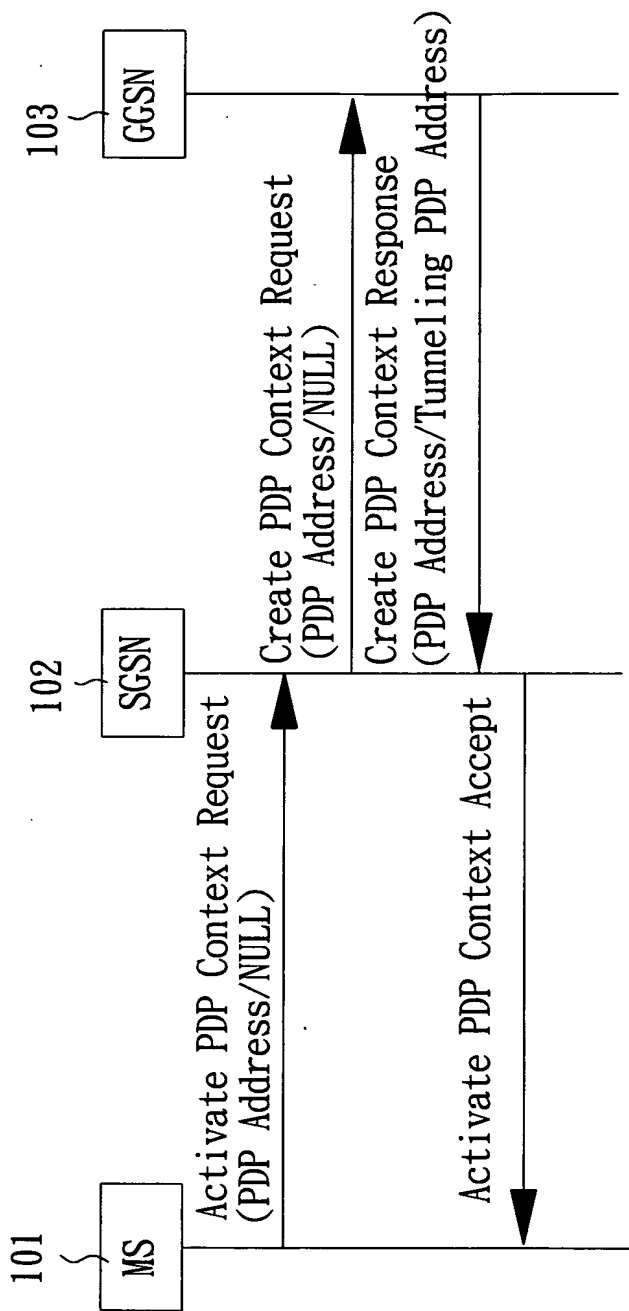 101
MS
102
SGSN
103
GGSN
Activate PDP Context Request
(PDP Address/NULL)
Create PDP Context Request
(PDP Address/NULL)
Create PDP Context Response
(PDP Address/Tunneling PDP Address)
Activate PDP Context Accept